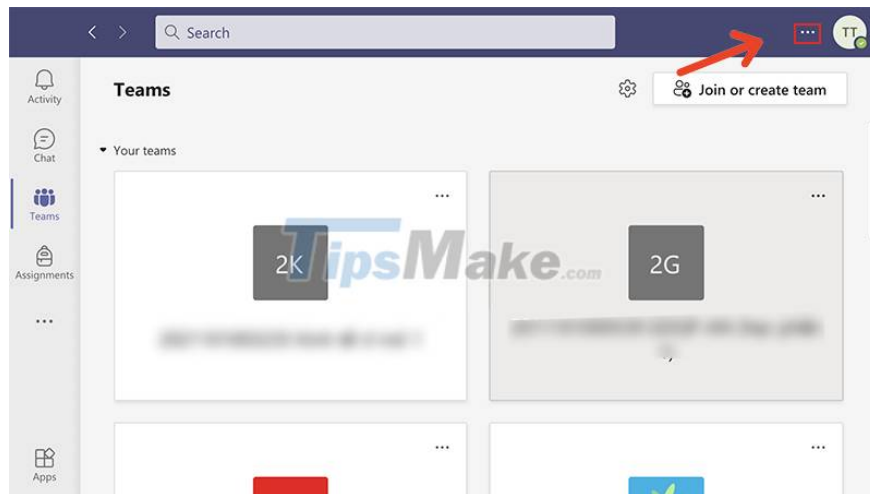 Search
TT
Activity
Teams
Join or create team
Chat
Your teams
Teams
2K
2G
TipsMake.com
Assignments
Apps